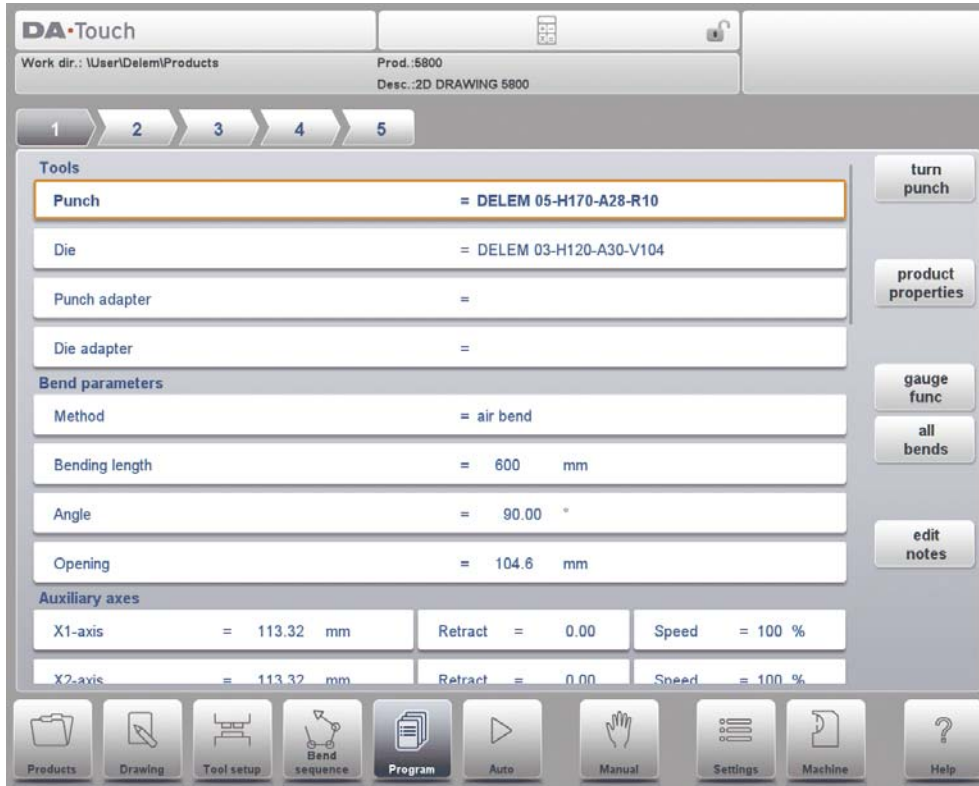 DA·Touch
Work dir.: \User\Delem\Products
Prod.:5800
Desc.:2D DRAWING 5800
1 2 3 4 5
Tools
Punch = DELEM 05-H170-A28-R10
Die = DELEM 03-H120-A30-V104
Punch adapter =
Die adapter =
Bend parameters
Method = air bend
Bending length = 600 mm
Angle = 90.00 °
Opening = 104.6 mm
Auxiliary axes
X1-axis = 113.32 mm Retract = 0.00 Speed = 100 %
X2-axis = 113.32 mm Retract = 0.00 Speed = 100 %
turn
punch
product
properties
gauge
func
all
bends
edit
notes
Products
Drawing
Tool setup
Bend
sequence
Program
Auto
Manual
Settings
Machine
Help